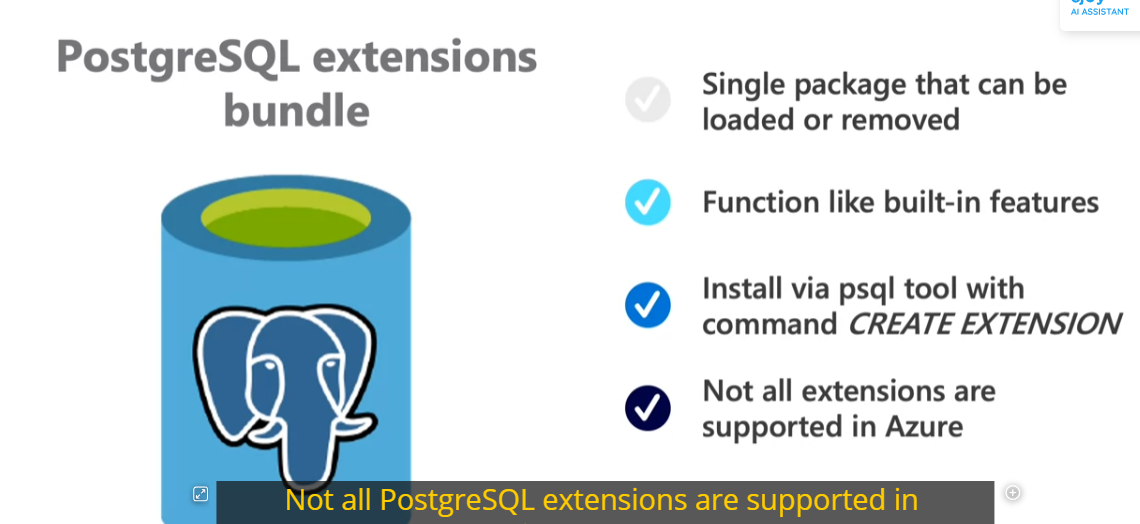 AI ASSISTANT
PostgreSQL extensions
bundle
Single package that can be
loaded or removed
Function like built-in features
Install via psql tool with
command CREATE EXTENSION
Not all extensions are
supported in Azure
Not all PostgreSQL extensions are supported in